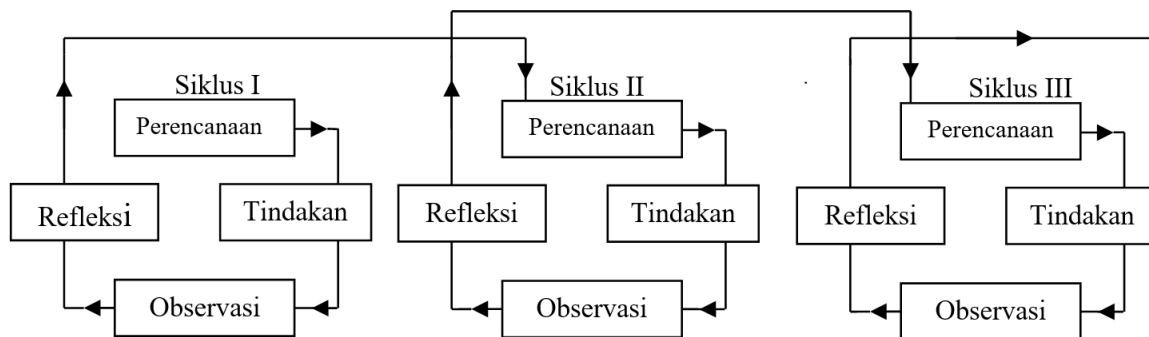 Siklus I
Perencanaan
Refleksi
Tindakan
Observasi
Siklus II
Perencanaan
Refleksi
Tindakan
Observasi
Siklus III
Perencanaan
Refleksi
Tindakan
Observasi